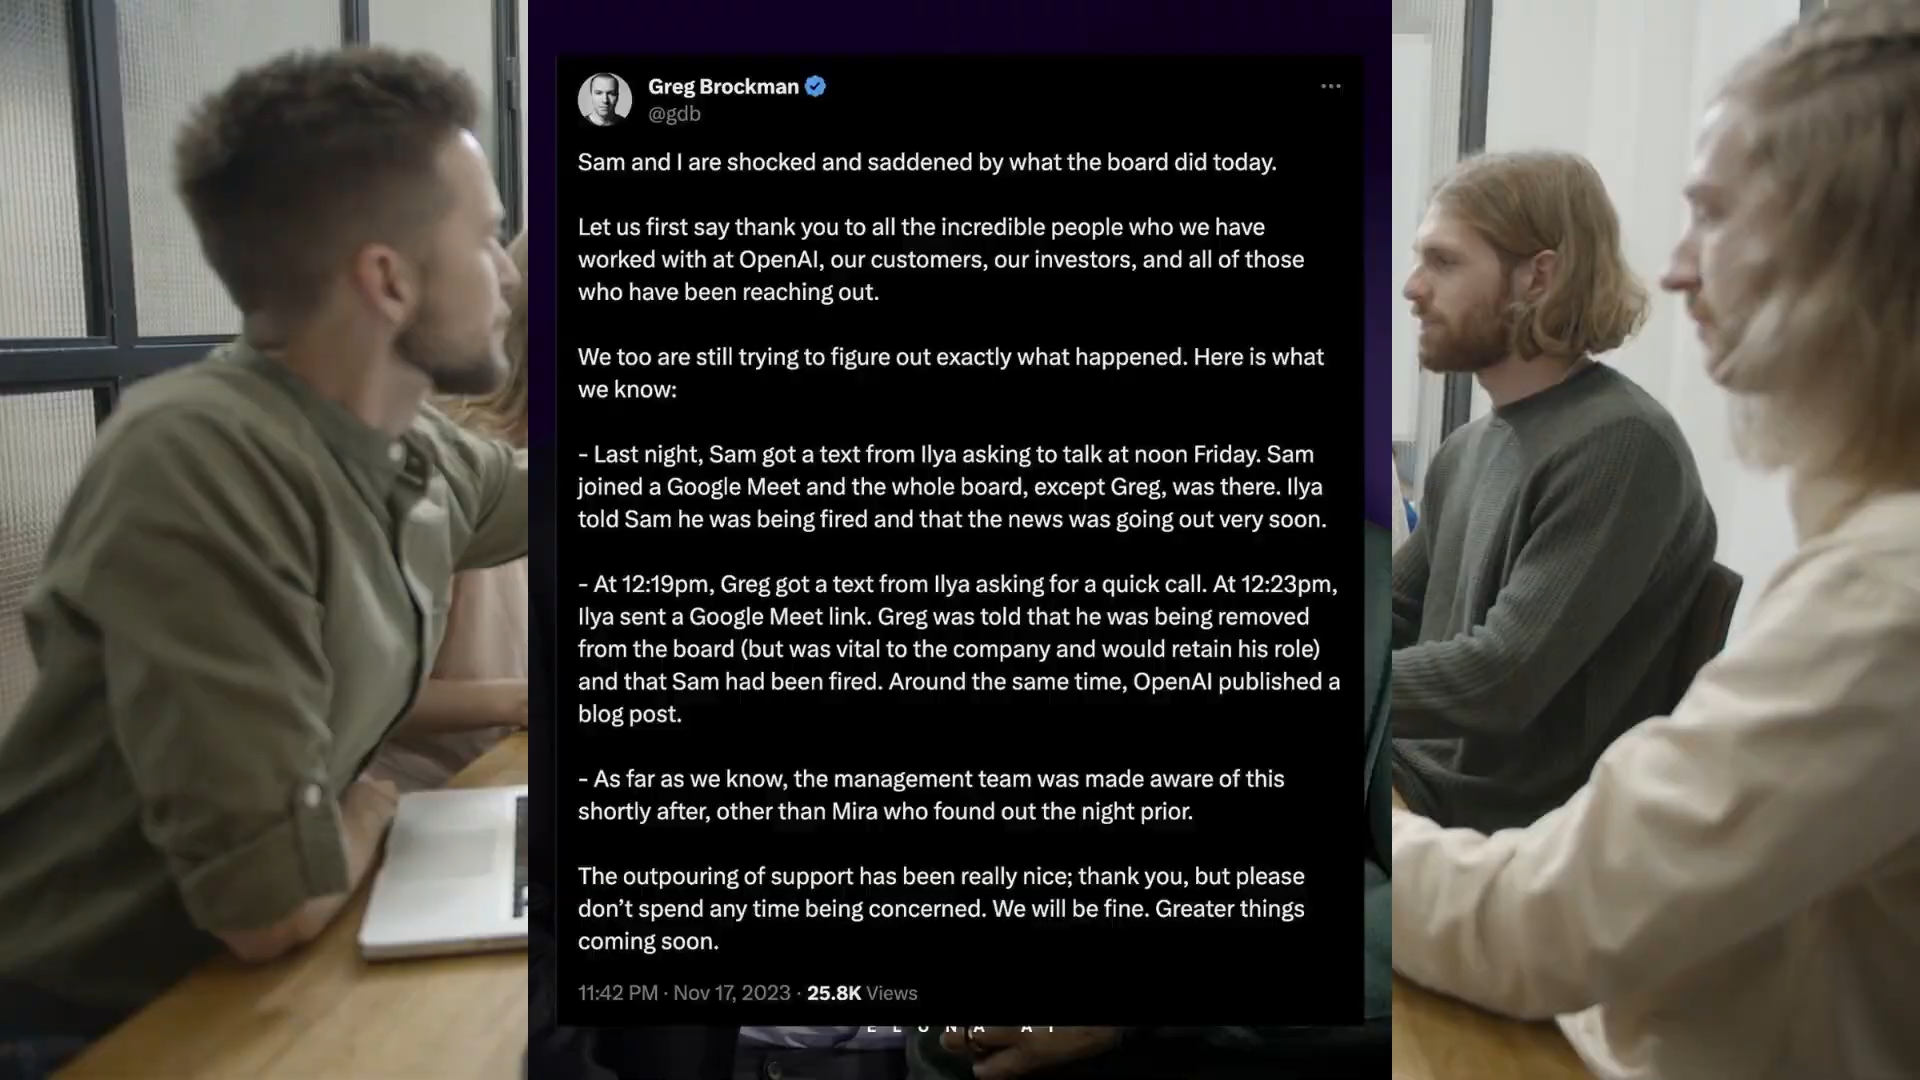 Greg Brockman
@gdb
Sam and I are shocked and saddened by what the board did today.
Let us first say thank you to all the incredible people who we have
worked with at OpenAI, our customers, our investors, and all of those
who have been reaching out.
We too are still trying to figure out exactly what happened. Here is what
we know:
- Last night, Sam got a text from Ilya asking to talk at noon Friday. Sam
joined a Google Meet and the whole board, except Greg, was there. Ilya
told Sam he was being fired and that the news was going out very soon.
- At 12:19pm, Greg got a text from Ilya asking for a quick call. At 12:23pm,
Ilya sent a Google Meet link. Greg was told that he was being removed
from the board (but was vital to the company and would retain his role)
and that Sam had been fired. Around the same time, OpenAI published a
blog post.
- As far as we know, the management team was made aware of this
shortly after, other than Mira who found out the night prior.
The outpouring of support has been really nice; thank you, but please
don’t spend any time being concerned. We will be fine. Greater things
coming soon.
11:42 PM · Nov 17, 2023 · 25.8K Views